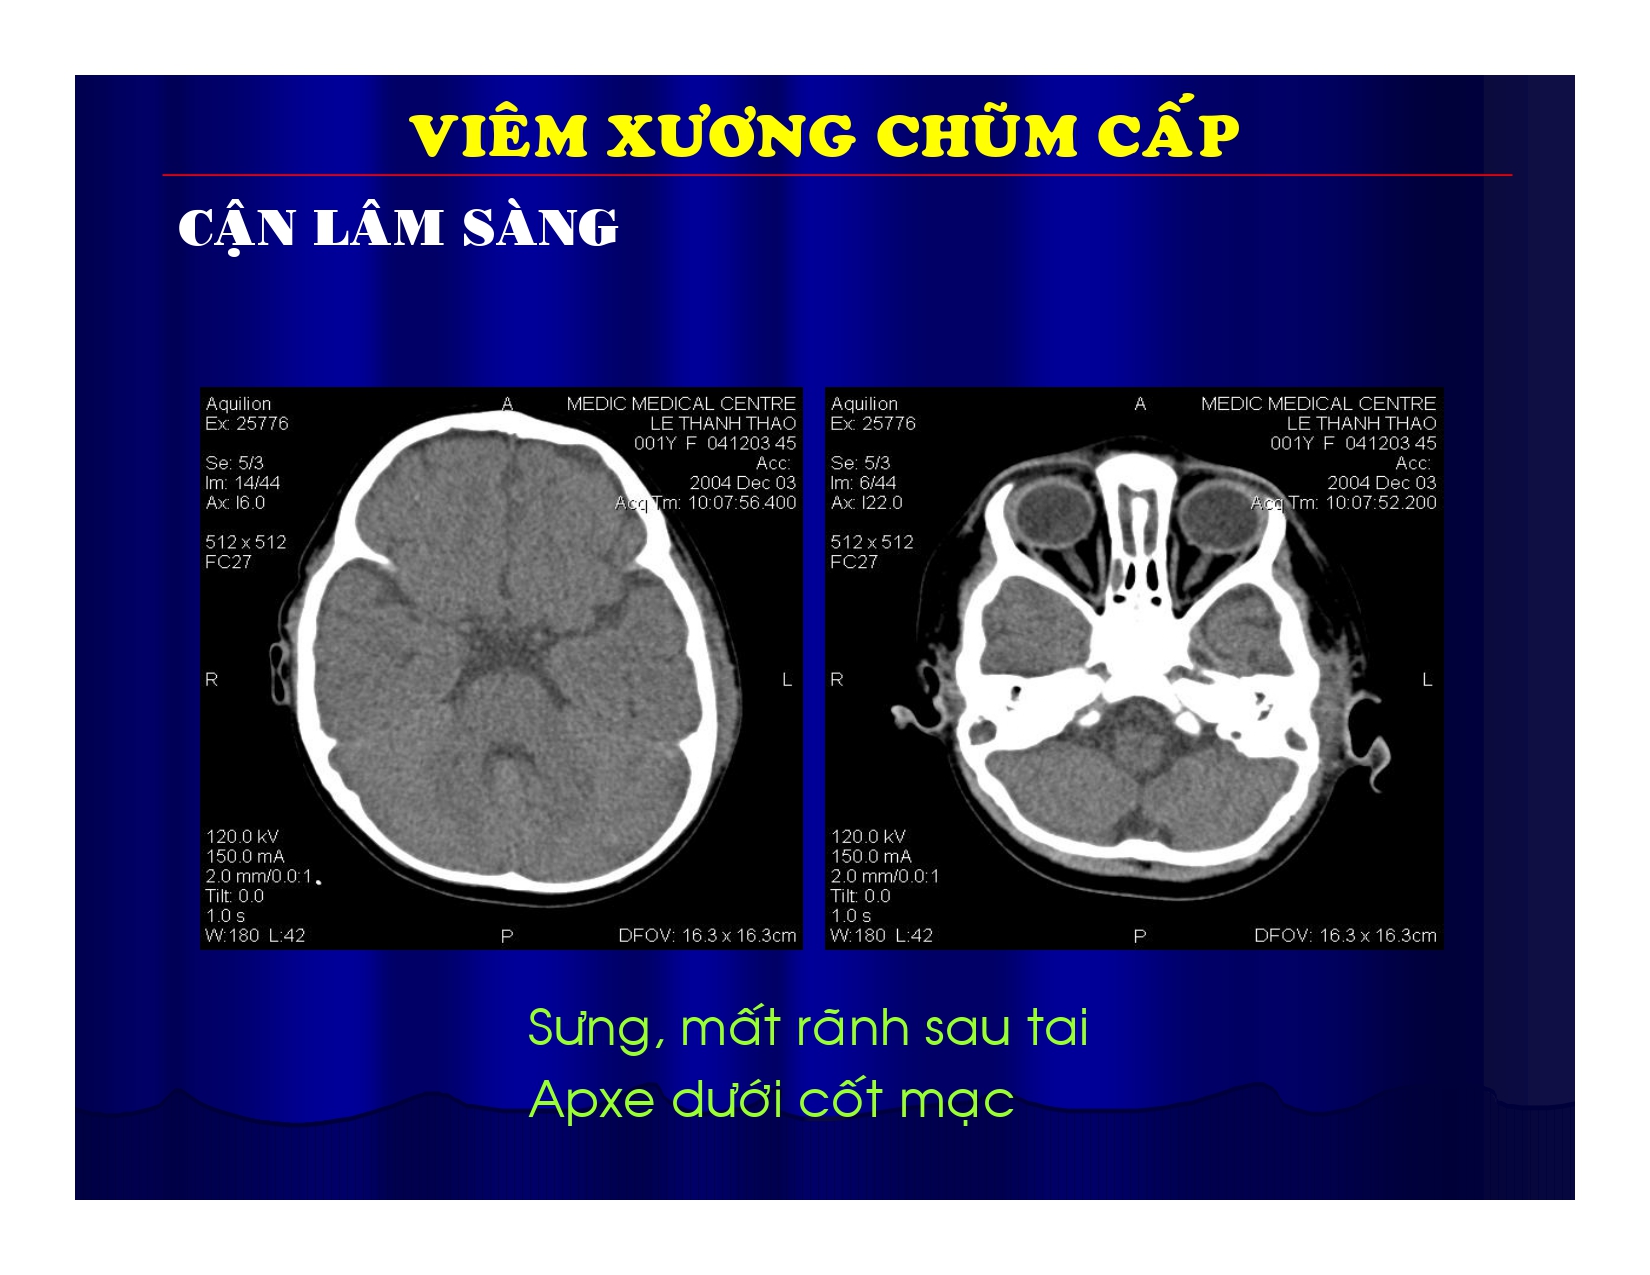 VIÊM XƯƠNG CHŨM CẤP
CẬN LÂM SÀNG
Aquilion
Ex: 25776
Se: 5/3
Im: 14/44
Ax: I6.0
512 x 512
FC27
A
MEDIC MEDICAL CENTRE
LE THANH THAO
001Y F 041203 45
Acc:
2004 Dec 03
Acq Tm: 10:07:56.400
R
L
120.0 kV
150.0 mA
2.0 mm/0.0:1
Tilt: 0.0
1.0 s
W:180 L:42
P
DFOV: 16.3 x 16.3cm
Aquilion
Ex: 25776
Se: 5/3
Im: 6/44
Ax: I22.0
512 x 512
FC27
A
MEDIC MEDICAL CENTRE
LE THANH THAO
001Y F 041203 45
Acc:
2004 Dec 03
Acq Tm: 10:07:52.200
R
L
120.0 kV
150.0 mA
2.0 mm/0.0:1
Tilt: 0.0
1.0 s
W:180 L:42
P
DFOV: 16.3 x 16.3cm
Sưng, mất rãnh sau tai
Apxe dưới cốt mạc